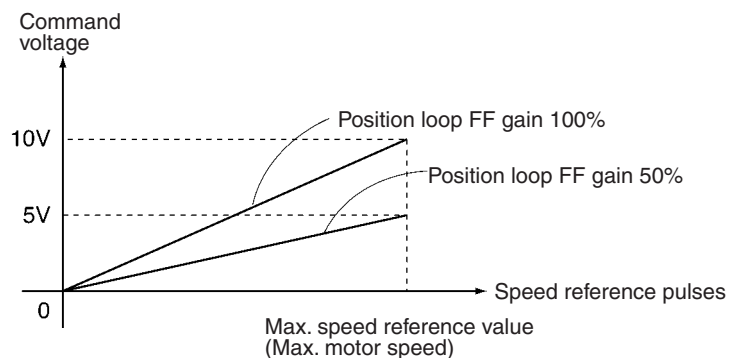 Command
voltage
Position loop FF gain 100%
10V
Position loop FF gain 50%
5V
Speed reference pulses
0
Max. speed reference value
(Max. motor speed)